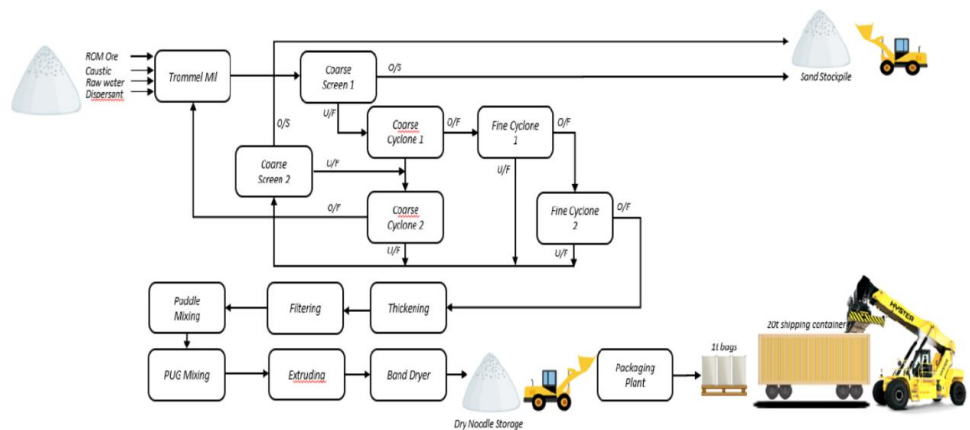 ROM Ore
Caustic
Raw water
Dispersant
Trommel Mil
Coarse
Screen 1
O/S
Sand Stockpile
U/F
O/S
Coarse
Cyclone 1
O/F
Fine Cyclone
1
O/F
Coarse
Screen 2
U/F
U/F
O/F
Coarse
Cyclone 2
Fine Cyclone
2
O/F
U/F
U/F
Paddle
Mixing
Filtering
Thickening
PUG Mixing
Extruding
Band Dryer
Dry Noodle Storage
Packaging
Plant
1t bags
20t shipping container
HYSTER